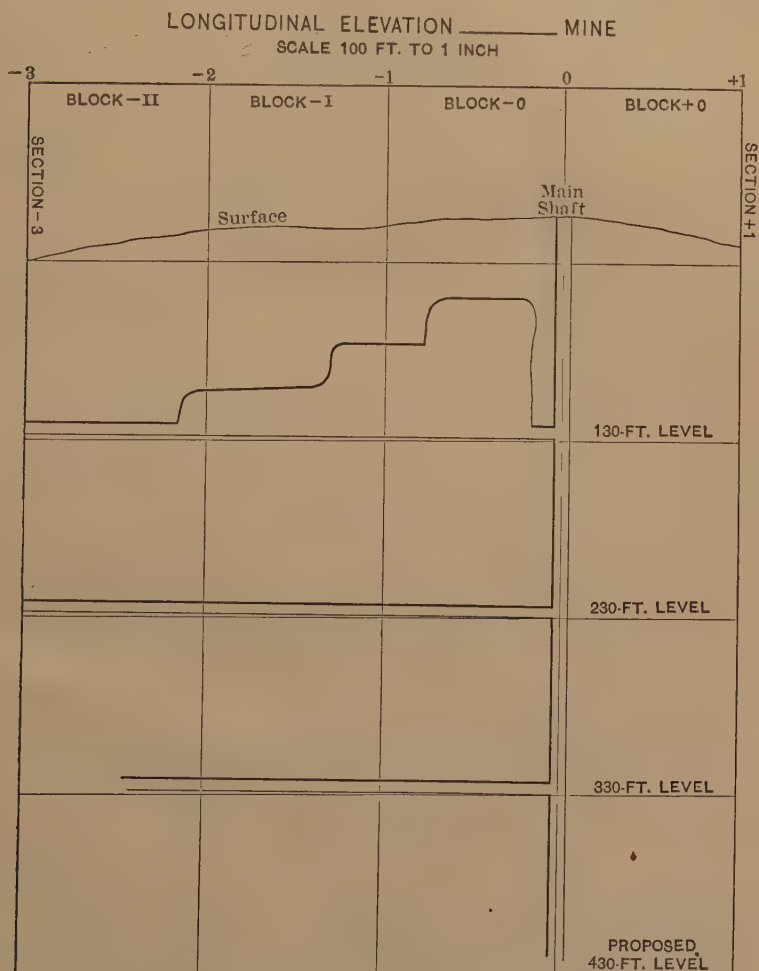 LONGITUDINAL ELEVATION ________ MINE
SCALE 100 FT. TO 1 INCH
-3 -2 -1 0 +1
BLOCK-II BLOCK-I BLOCK-0 BLOCK+0
SECTION-3
SECTION+1
Surface
Main
Shaft
130-FT. LEVEL
230-FT. LEVEL
330-FT. LEVEL
PROPOSED
430-FT. LEVEL